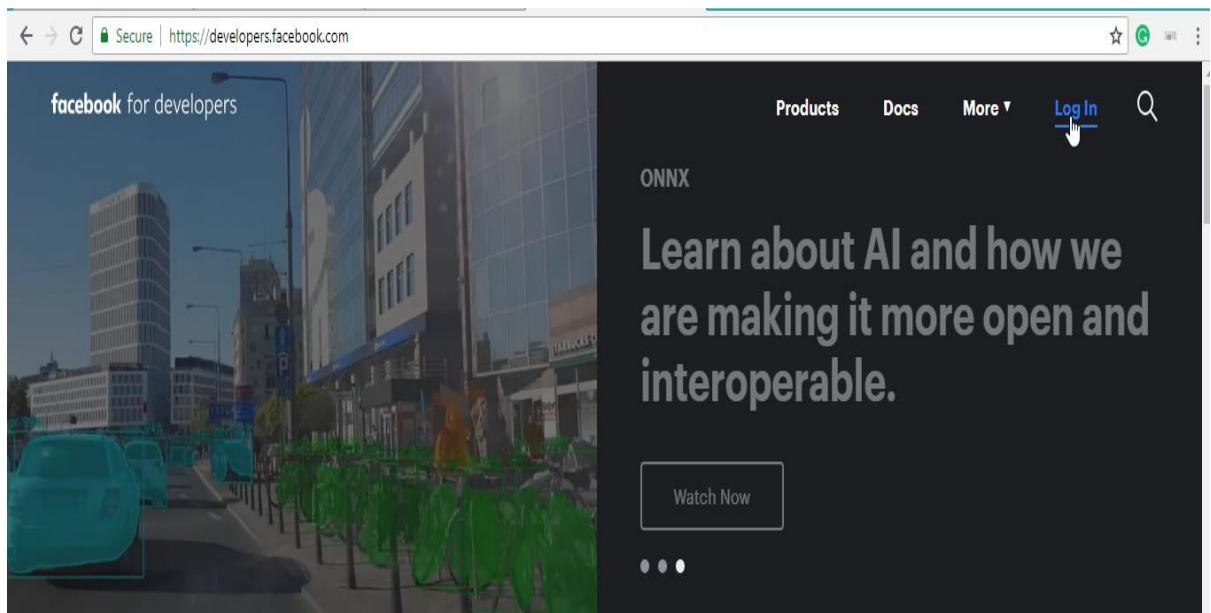 Secure | https://developers.facebook.com
facebook for developers
Products Docs More Log In
ONNX
Learn about AI and how we
are making it more open and
interoperable.
Watch Now